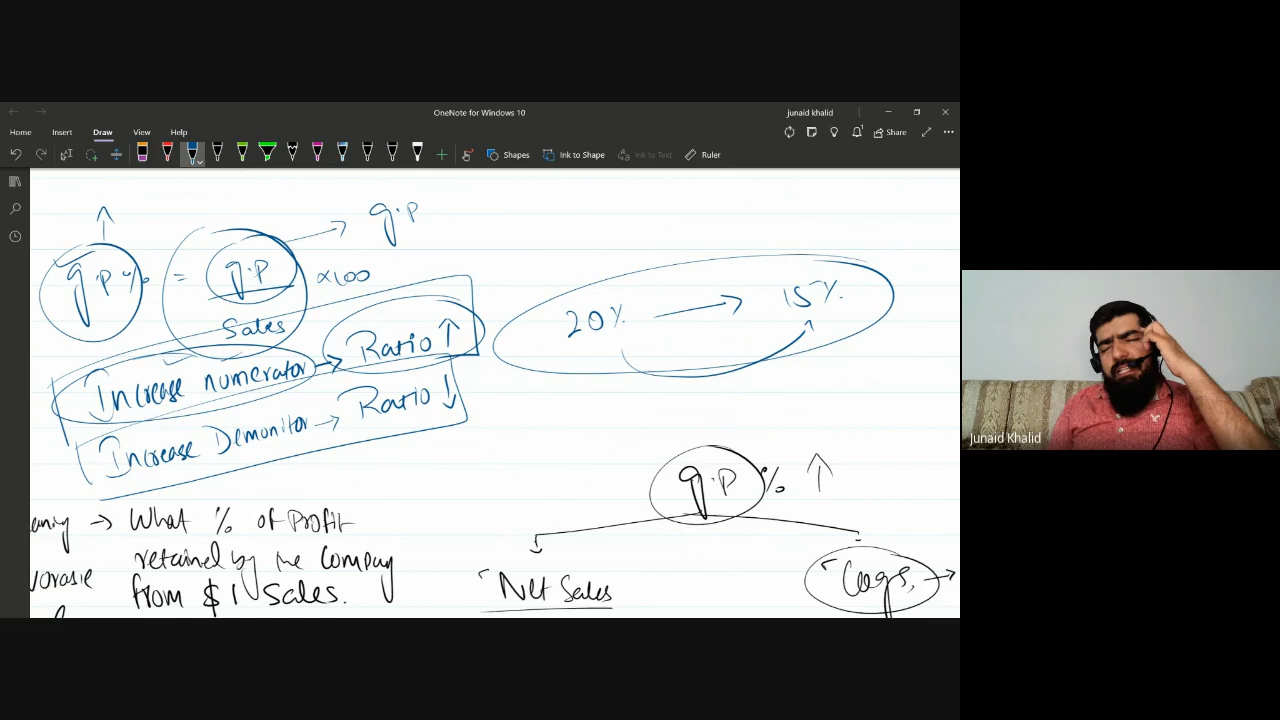 OneNote for Windows 10
junaid khalid
Home Insert Draw View Help
Share
Shapes Ink to Shape Ink to Text Ruler
g.p
g.p% = g.p x100
Sales
20% → 15%
Increase numerator → Ratio ↑
Increase Demonitor → Ratio ↓
g.p % ↑
→ What % of Profit
retained by the Company
from $1 Sales.
Net Sales
Cogs →
Junaid Khalid